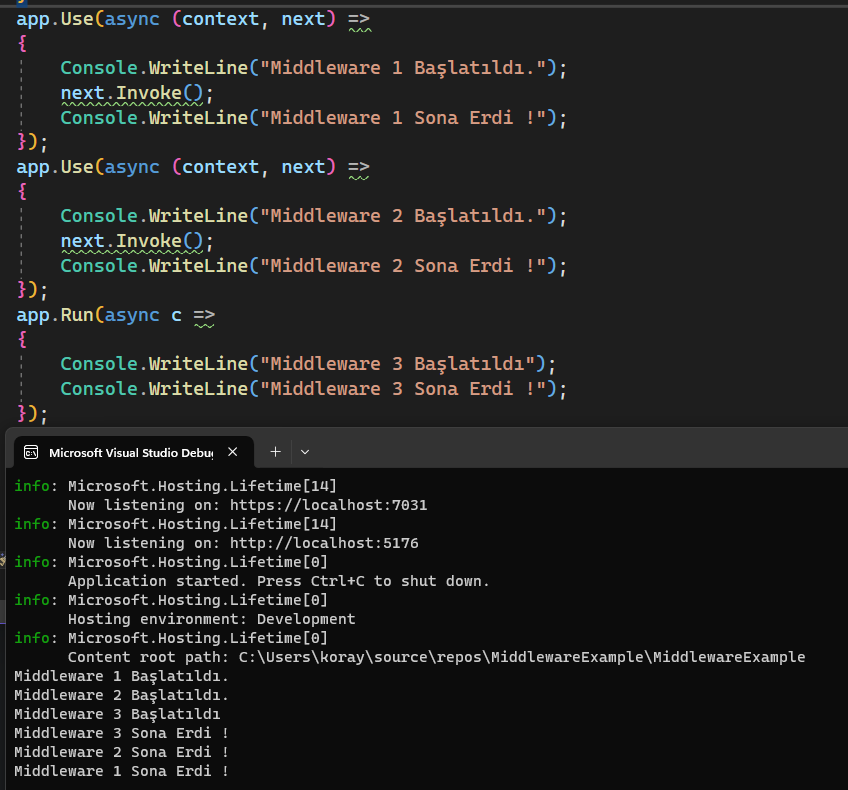 app.Use(async (context, next) =>
{
    Console.WriteLine("Middleware 1 Başlatıldı.");
    next.Invoke();
    Console.WriteLine("Middleware 1 Sona Erdi !");
});
app.Use(async (context, next) =>
{
    Console.WriteLine("Middleware 2 Başlatıldı.");
    next.Invoke();
    Console.WriteLine("Middleware 2 Sona Erdi !");
});
app.Run(async c =>
{
    Console.WriteLine("Middleware 3 Başlatıldı");
    Console.WriteLine("Middleware 3 Sona Erdi !");
});
Microsoft Visual Studio Debu
info: Microsoft.Hosting.Lifetime[14]
      Now listening on: https://localhost:7031
info: Microsoft.Hosting.Lifetime[14]
      Now listening on: http://localhost:5176
info: Microsoft.Hosting.Lifetime[0]
      Application started. Press Ctrl+C to shut down.
info: Microsoft.Hosting.Lifetime[0]
      Hosting environment: Development
info: Microsoft.Hosting.Lifetime[0]
      Content root path: C:\Users\koray\source\repos\MiddlewareExample\MiddlewareExample
Middleware 1 Başlatıldı.
Middleware 2 Başlatıldı.
Middleware 3 Başlatıldı
Middleware 3 Sona Erdi !
Middleware 2 Sona Erdi !
Middleware 1 Sona Erdi !